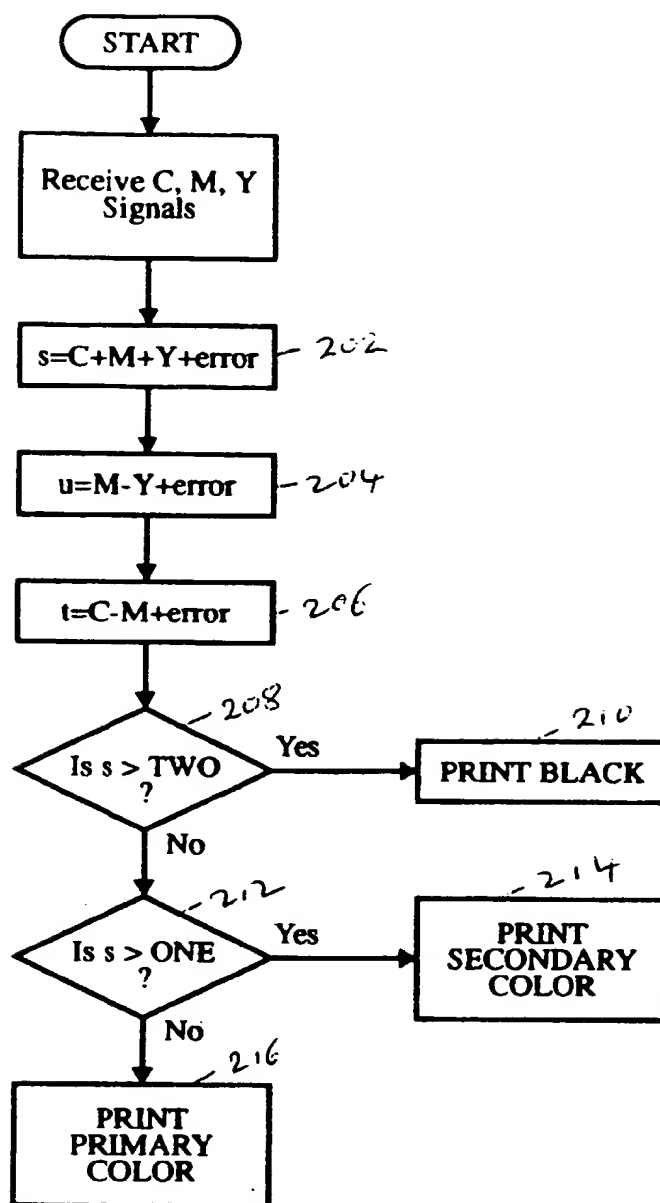 START
Receive C, M, Y
Signals
s=C+M+Y+error
202
u=M-Y+error
204
t=C-M+error
206
208
Is s > TWO
?
Yes
210
PRINT BLACK
No
212
Is s > ONE
?
Yes
214
PRINT
SECONDARY
COLOR
No
216
PRINT
PRIMARY
COLOR